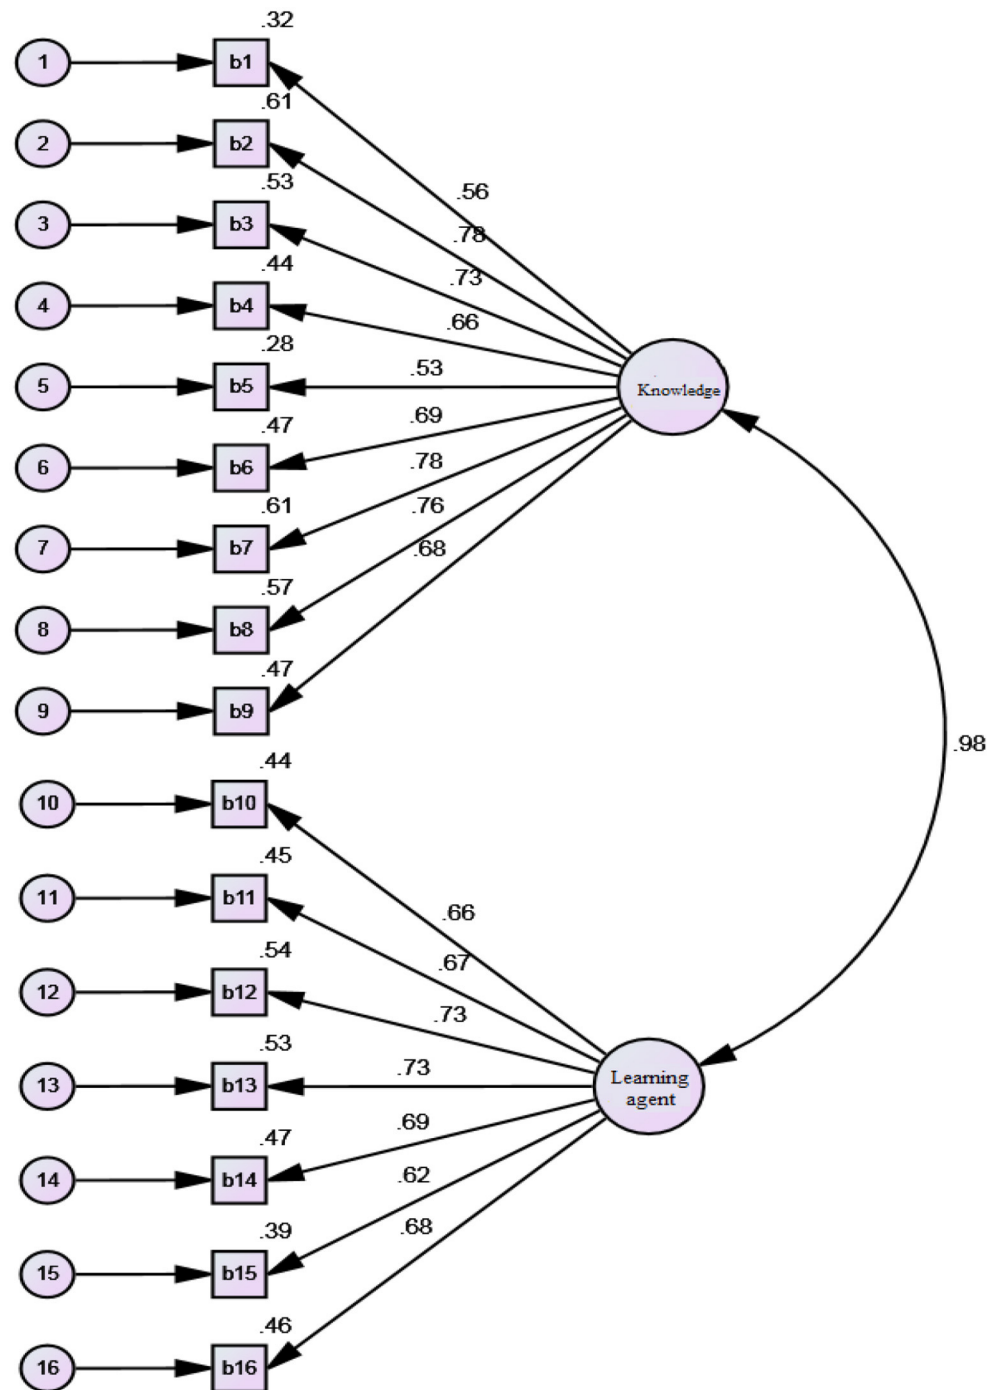 .32
1
b1
.61
2
b2
.56
.53
3
b3
.78
.44
4
b4
.73
.66
.28
5
b5
.53
Knowledge
.47
6
b6
.69
.61
7
b7
.78
.76
.57
8
b8
.68
.47
9
b9
.98
.44
10
b10
.45
11
b11
.66
.54
12
b12
.67
.73
.53
13
b13
.73
Learning
agent
.47
14
b14
.69
.62
.39
15
b15
.68
.46
16
b16